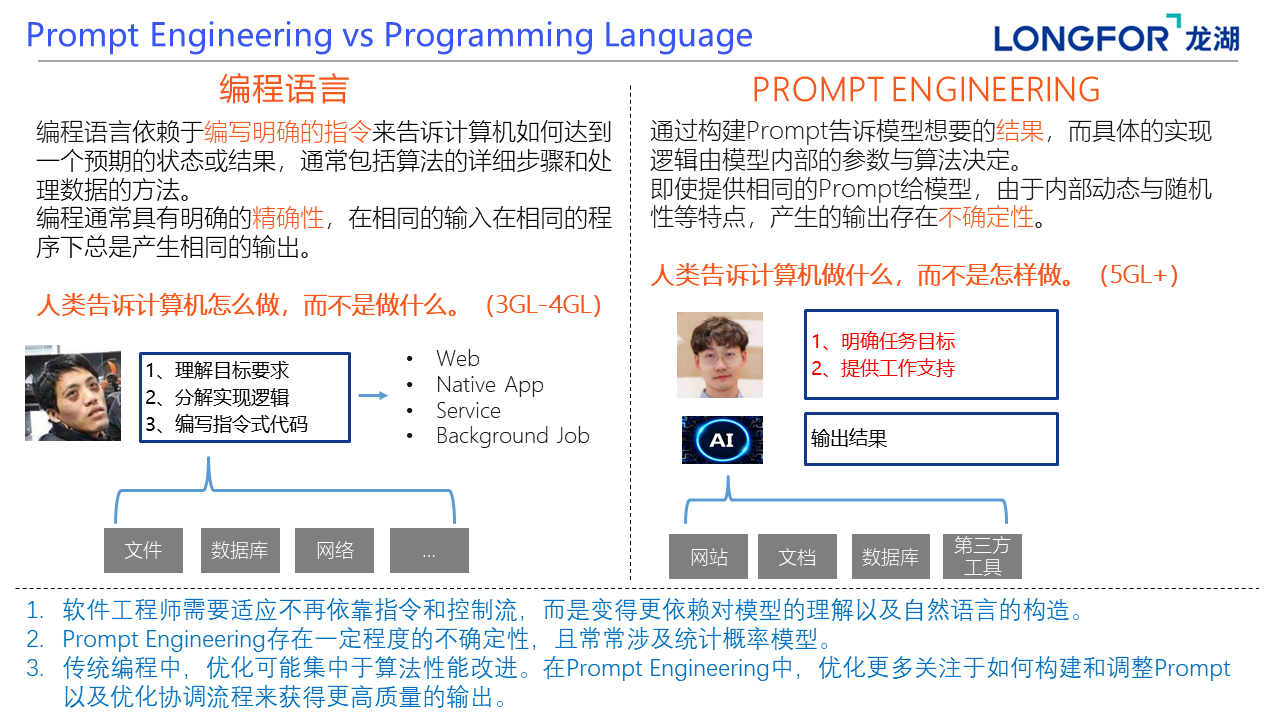 Prompt Engineering vs Programming Language
LONGFOR 龙湖
编程语言
编程语言依赖于编写明确的指令来告诉计算机如何达到
一个预期的状态或结果，通常包括算法的详细步骤和处
理数据的方法。
编程通常具有明确的精确性，在相同的输入在相同的程
序下总是产生相同的输出。
人类告诉计算机怎么做，而不是做什么。（3GL-4GL）
1、理解目标要求
2、分解实现逻辑
3、编写指令式代码
• Web
• Native App
• Service
• Background Job
文件
数据库
网络
...
PROMPT ENGINEERING
通过构建Prompt告诉模型想要的结果，而具体的实现
逻辑由模型内部的参数与算法决定。
即使提供相同的Prompt给模型，由于内部动态与随机
性等特点，产生的输出存在不确定性。
人类告诉计算机做什么，而不是怎样做。（5GL+）
1、明确任务目标
2、提供工作支持
AI
输出结果
网站
文档
数据库
第三方
工具
1. 软件工程师需要适应不再依靠指令和控制流，而是变得更依赖对模型的理解以及自然语言的构造。
2. Prompt Engineering存在一定程度的不确定性，且常常涉及统计概率模型。
3. 传统编程中，优化可能集中于算法性能改进。在Prompt Engineering中，优化更多关注于如何构建和调整Prompt
以及优化协调流程来获得更高质量的输出。